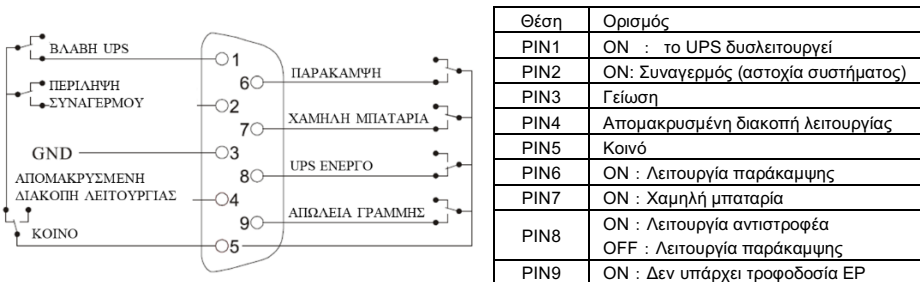 ΒΛΑΒΗ UPS
ΠΕΡΙΛΗΨΗ
ΣΥΝΑΓΕΡΜΟΥ
GND
ΑΠΟΜΑΚΡΥΣΜΕΝΗ
ΔΙΑΚΟΠΗ ΛΕΙΤΟΥΡΓΙΑΣ
ΚΟΙΝΟ
1
2
3
4
5
6
7
8
9
ΠΑΡΑΚΑΜΨΗ
ΧΑΜΗΛΗ ΜΠΑΤΑΡΙΑ
UPS ΕΝΕΡΓΟ
ΑΠΩΛΕΙΑ ΓΡΑΜΜΗΣ
Θέση Ορισμός
PIN1 ON : το UPS δυσλειτουργεί
PIN2 ON: Συναγερμός (αστοχία συστήματος)
PIN3 Γείωση
PIN4 Απομακρυσμένη διακοπή λειτουργίας
PIN5 Κοινό
PIN6 ON : Λειτουργία παράκαμψης
PIN7 ON : Χαμηλή μπαταρία
PIN8 ON : Λειτουργία αντιστροφέα
OFF : Λειτουργία παράκαμψης
PIN9 ON : Δεν υπάρχει τροφοδοσία ΕΡ